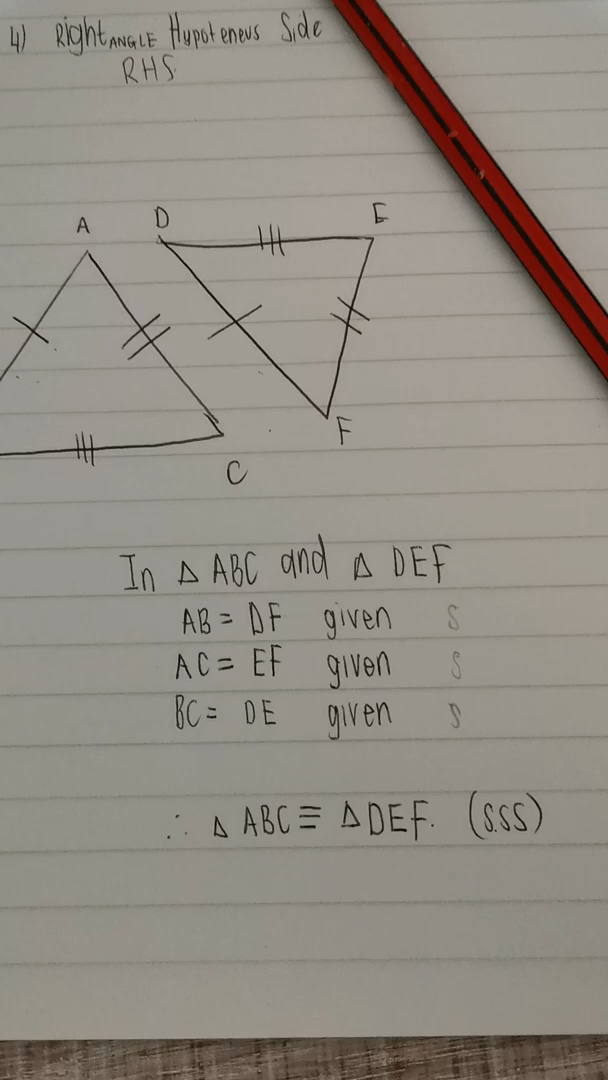 4) Right ANGLE Hypoteneus Side
RHS
A D E
F
C
In △ ABC and △ DEF
AB = DF given S
AC = EF given S
BC = DE given S
∴ △ ABC ≡ △ DEF. (S.SS)